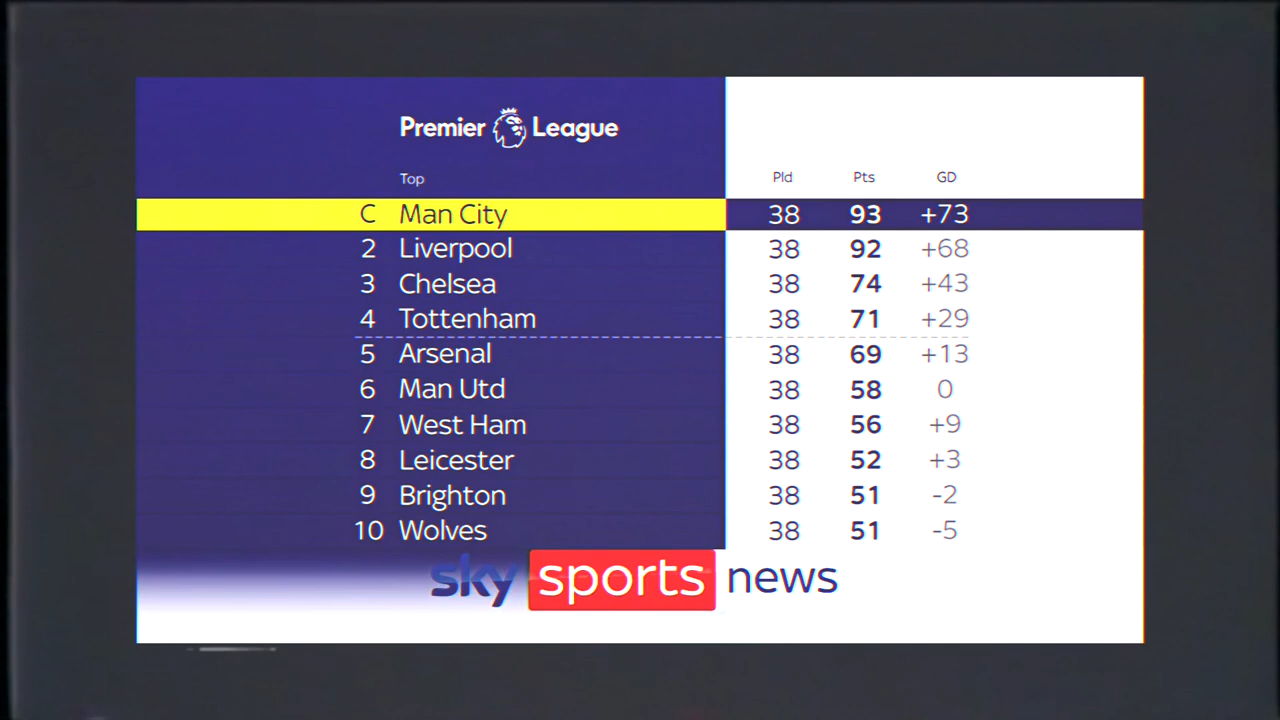 Premier League
Top Pld Pts GD
C Man City 38 93 +73
2 Liverpool 38 92 +68
3 Chelsea 38 74 +43
4 Tottenham 38 71 +29
5 Arsenal 38 69 +13
6 Man Utd 38 58 0
7 West Ham 38 56 +9
8 Leicester 38 52 +3
9 Brighton 38 51 -2
10 Wolves 38 51 -5
sky sports news